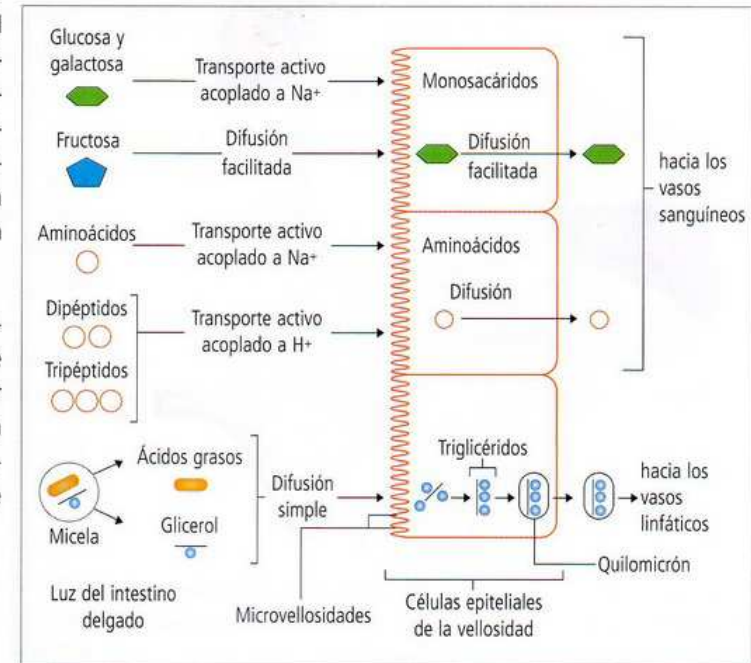 Glucosa y
galactosa
Transporte activo
acoplado a Na+
Monosacáridos
Fructosa
Difusión
facilitada
Difusión
facilitada
hacia los
vasos
sanguíneos
Aminoácidos
Transporte activo
acoplado a Na+
Aminoácidos
Difusión
Dipéptidos
Transporte activo
acoplado a H+
Tripéptidos
Triglicéridos
Ácidos grasos
Difusión
simple
hacia los
vasos
linfáticos
Micela
Glicerol
Quilomicrón
Luz del intestino
delgado
Microvellosidades
Células epiteliales
de la vellosidad